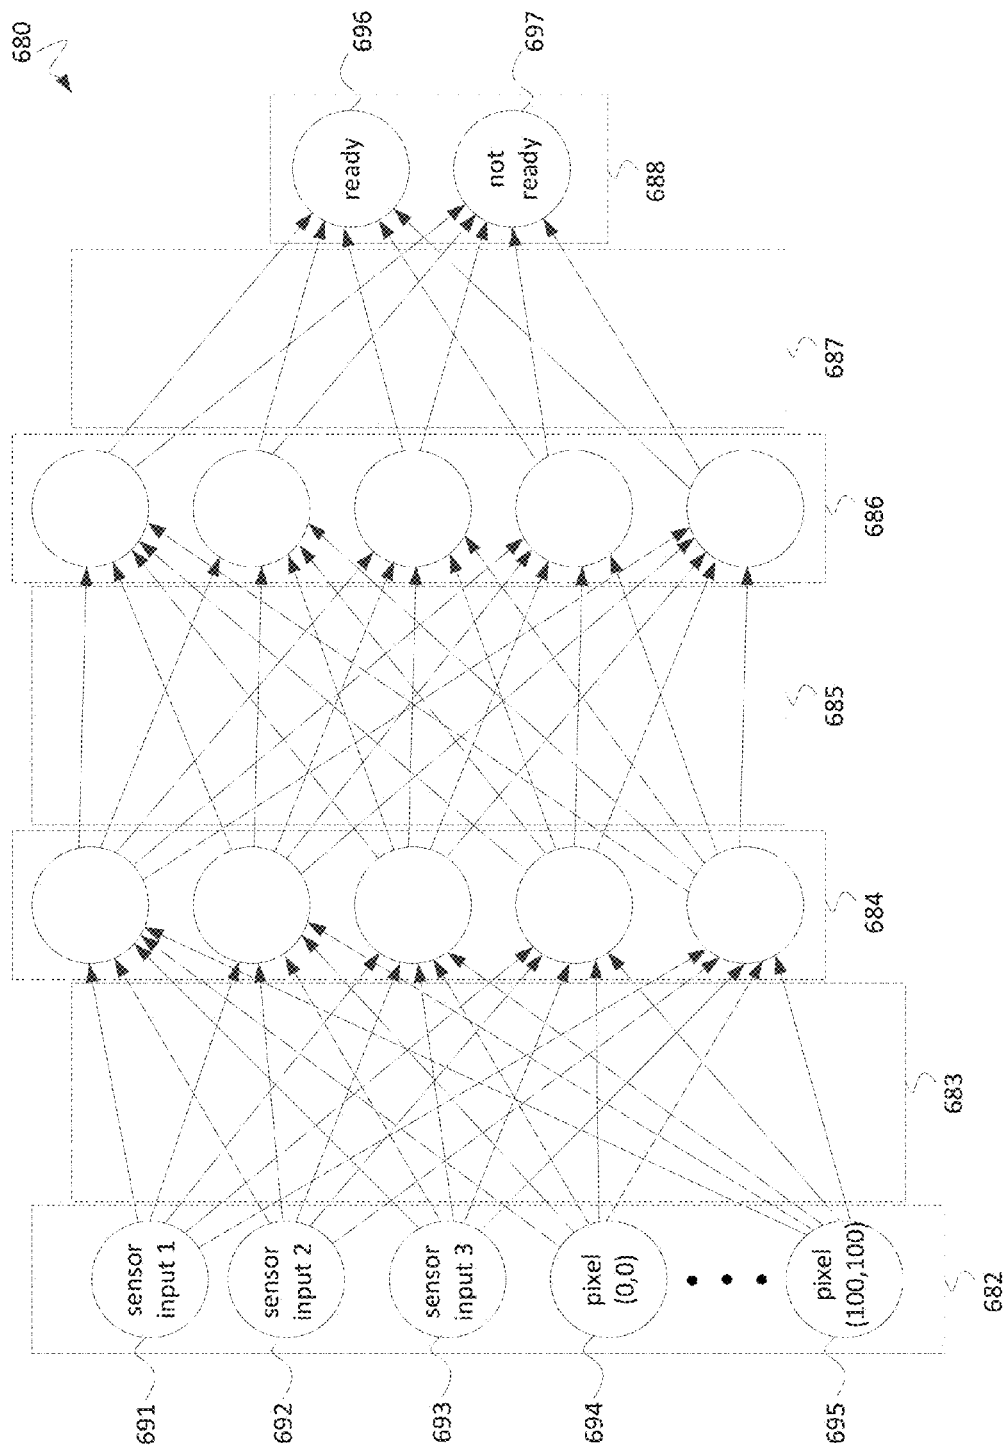 680
691
sensor
input 1
692
sensor
input 2
693
sensor
input 3
694
pixel
(0,0)
695
pixel
(100,100)
682
683
684
685
686
687
ready
696
not
ready
697
688